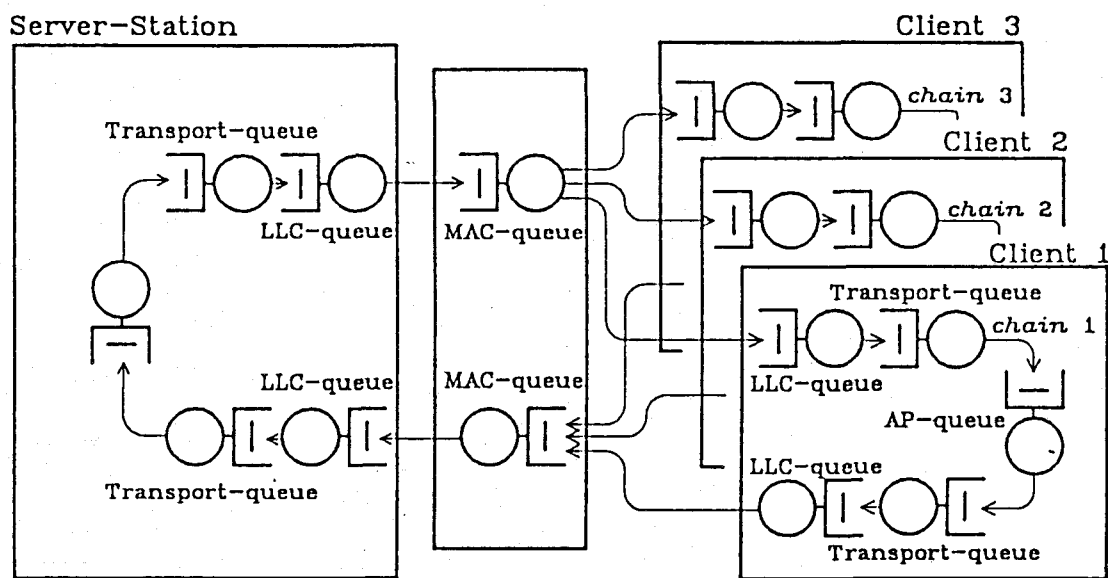 Server-Station
Client 3
chain 3
Transport-queue
Client 2
LLC-queue
MAC-queue
chain 2
Client 1
Transport-queue
chain 1
LLC-queue
MAC-queue
LLC-queue
AP-queue
LLC-queue
Transport-queue
Transport-queue